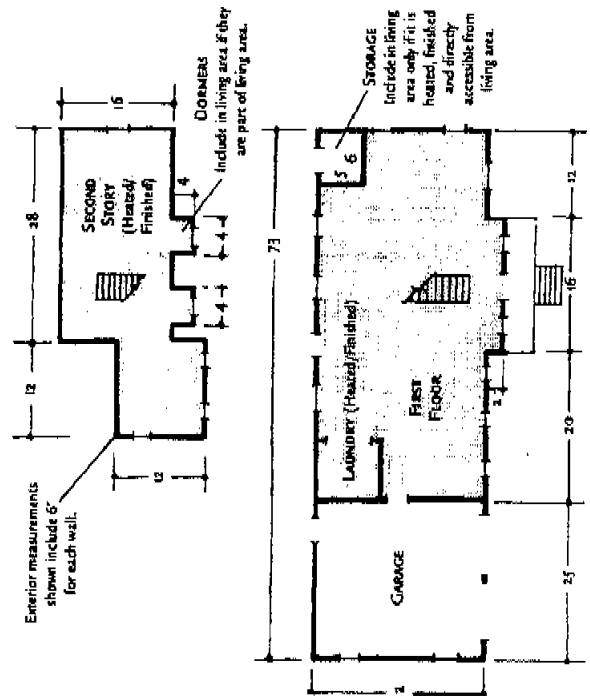 Exterior measurements
shown include 6"
for each wall.
12
28
16
12
SECOND
STORY
(Heated/
Finished)
4
4
4
DORMERS
Include in living area if they
are part of living area.
73
STORAGE
Include in living
area only if it is
heated, finished
and directly
accessible from
living area.
5
6
LAUNDRY (Heated/Finished)
FIRST
FLOOR
GARAGE
2
25
20
16
12